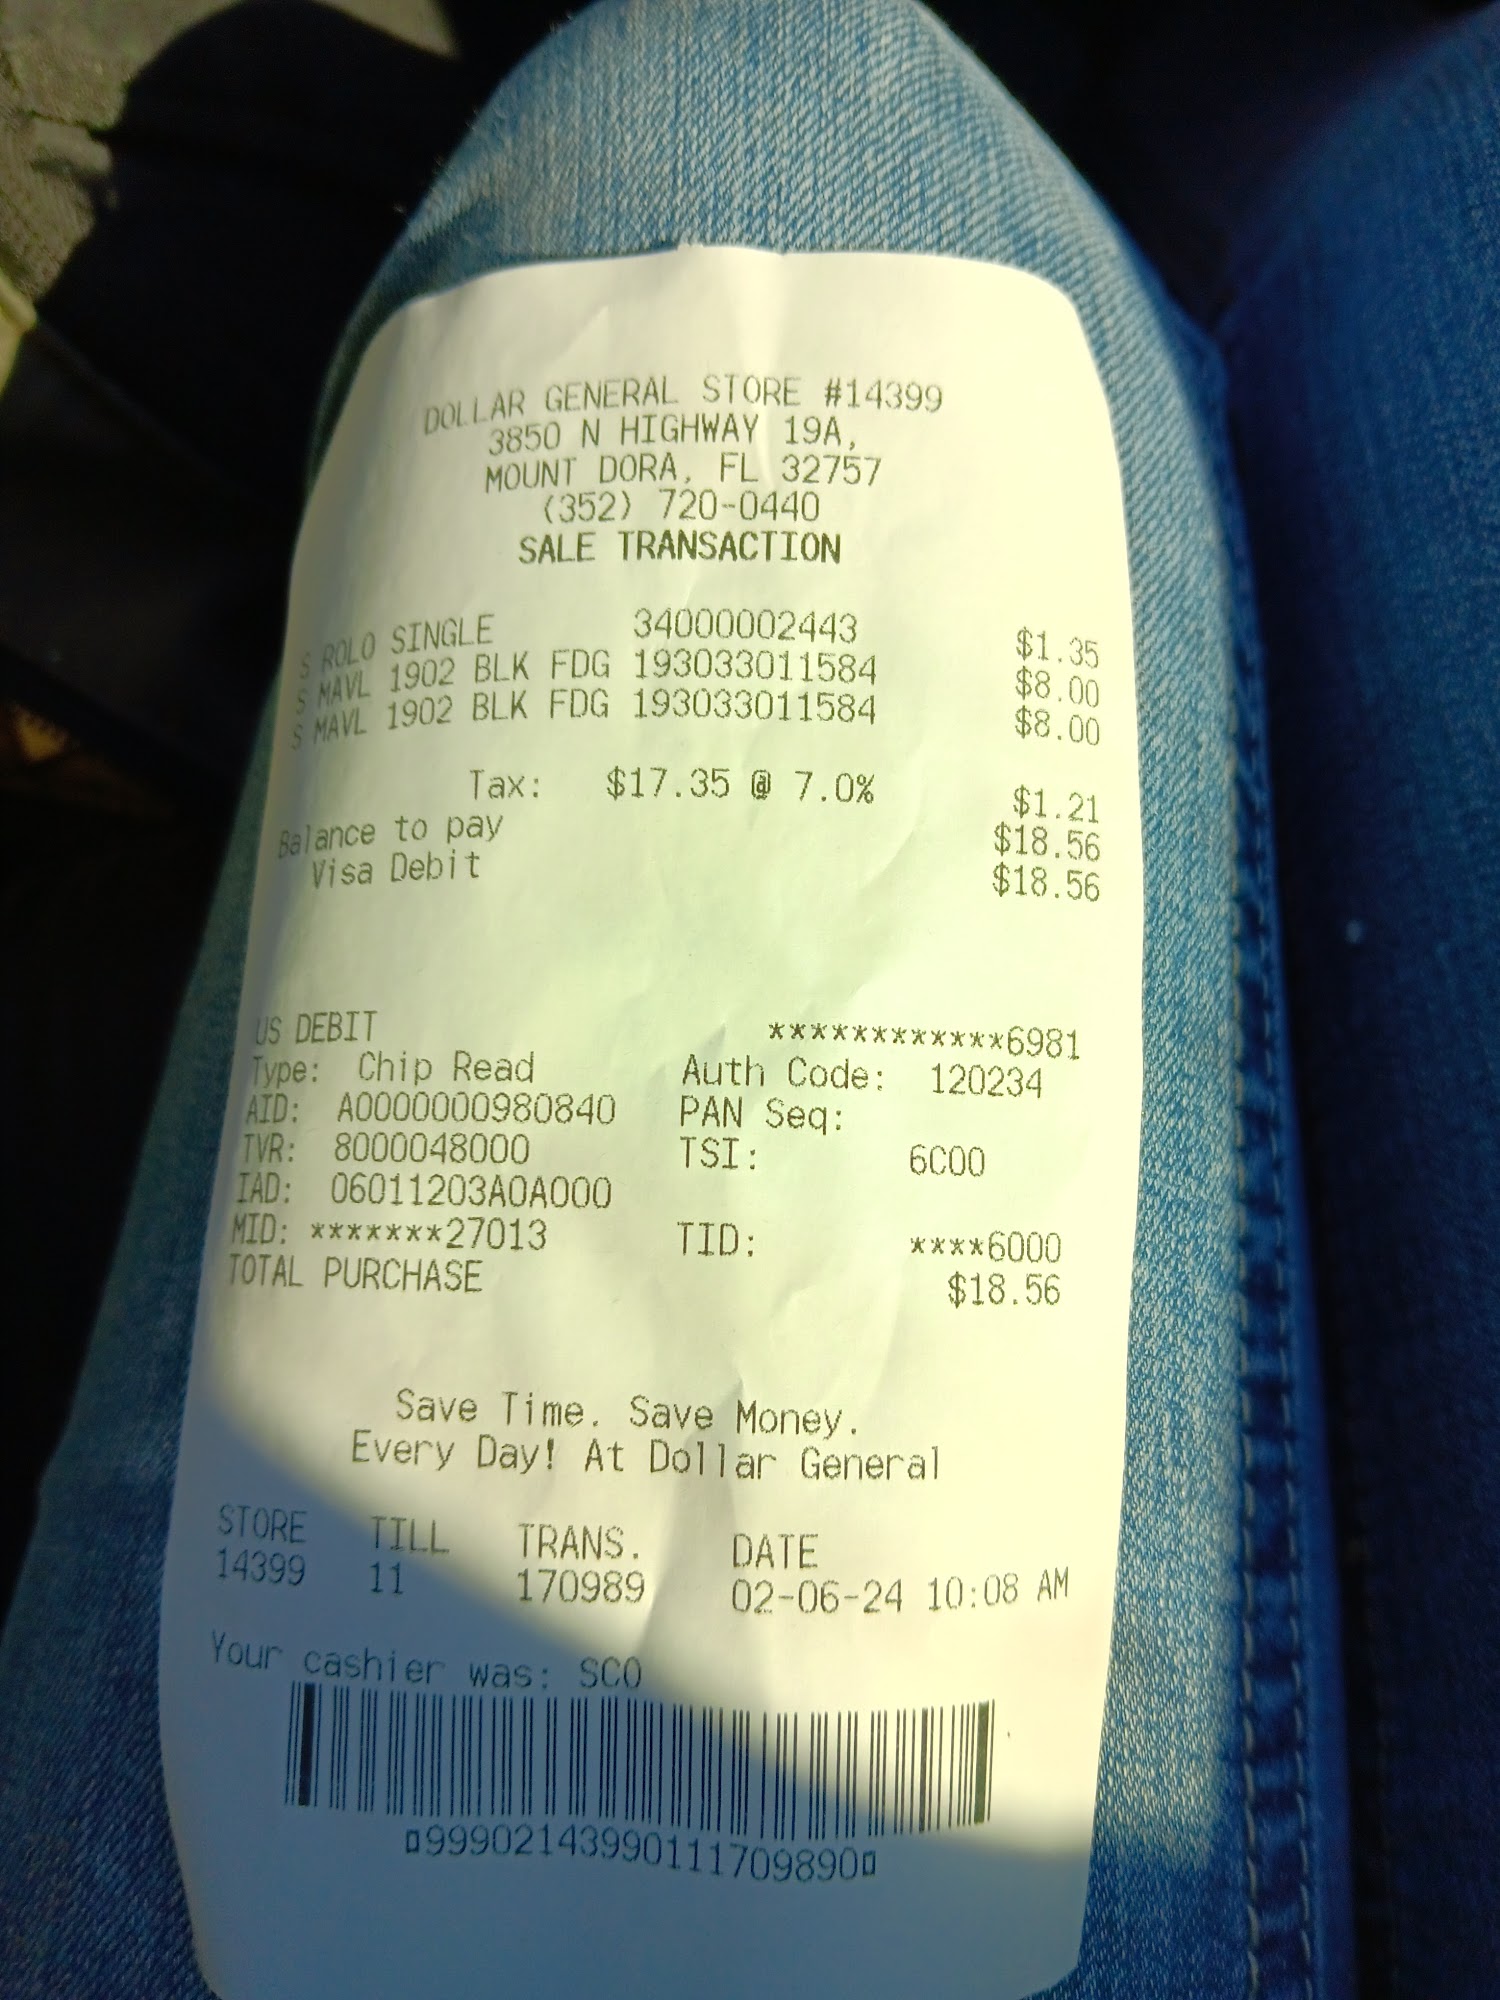 DOLLAR GENERAL STORE #14399
3850 N HIGHWAY 19A,
MOUNT DORA, FL 32757
(352) 720-0440
SALE TRANSACTION
S ROLO SINGLE 34000002443 $1.35
S MAVL 1902 BLK FDG 193033011584 $8.00
S MAVL 1902 BLK FDG 193033011584 $8.00
Tax: $17.35 @ 7.0% $1.21
Balance to pay $18.56
Visa Debit $18.56
US DEBIT ************6981
Type: Chip Read Auth Code: 120234
AID: A0000000980840 PAN Seq:
TVR: 8000048000 TSI: 6C00
IAD: 06011203A0A000
MID: *******27013 TID: ****6000
TOTAL PURCHASE $18.56
Save Time. Save Money.
Every Day! At Dollar General
STORE TILL TRANS. DATE
14399 11 170989 02-06-24 10:08 AM
Your cashier was: SCO
99902143990111709890